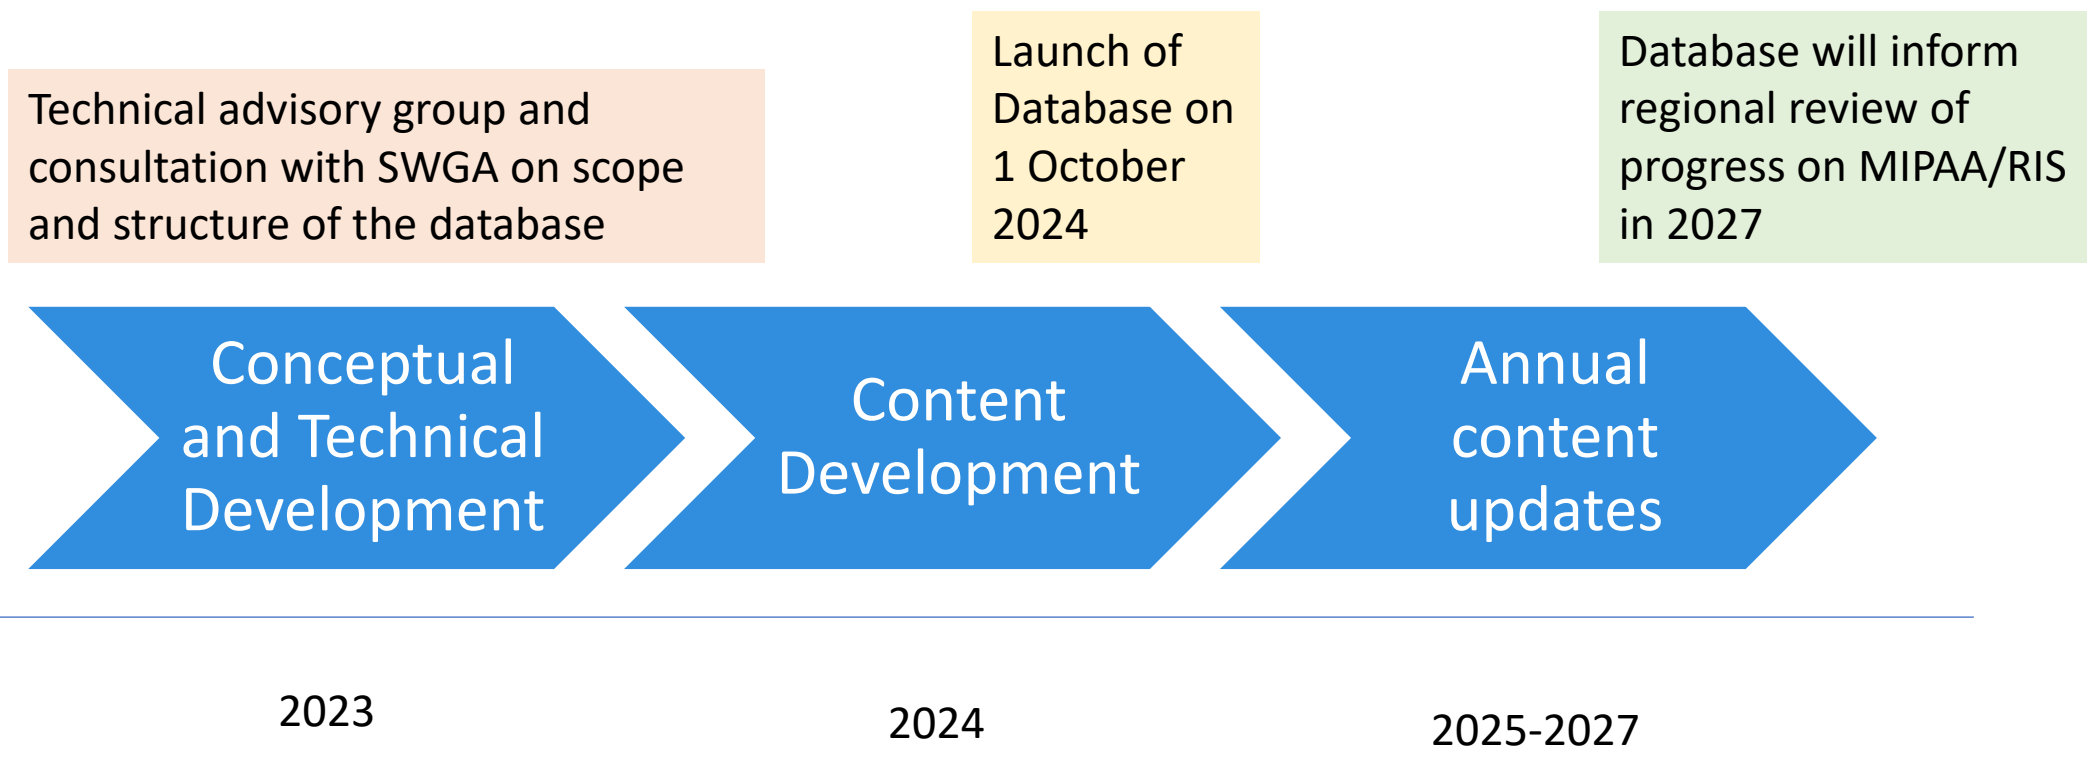 Technical advisory group and
consultation with SWGA on scope
and structure of the database
Launch of
Database on
1 October
2024
Database will inform
regional review of
progress on MIPAA/RIS
in 2027
Conceptual
and Technical
Development
Content
Development
Annual
content
updates
2023
2024
2025-2027